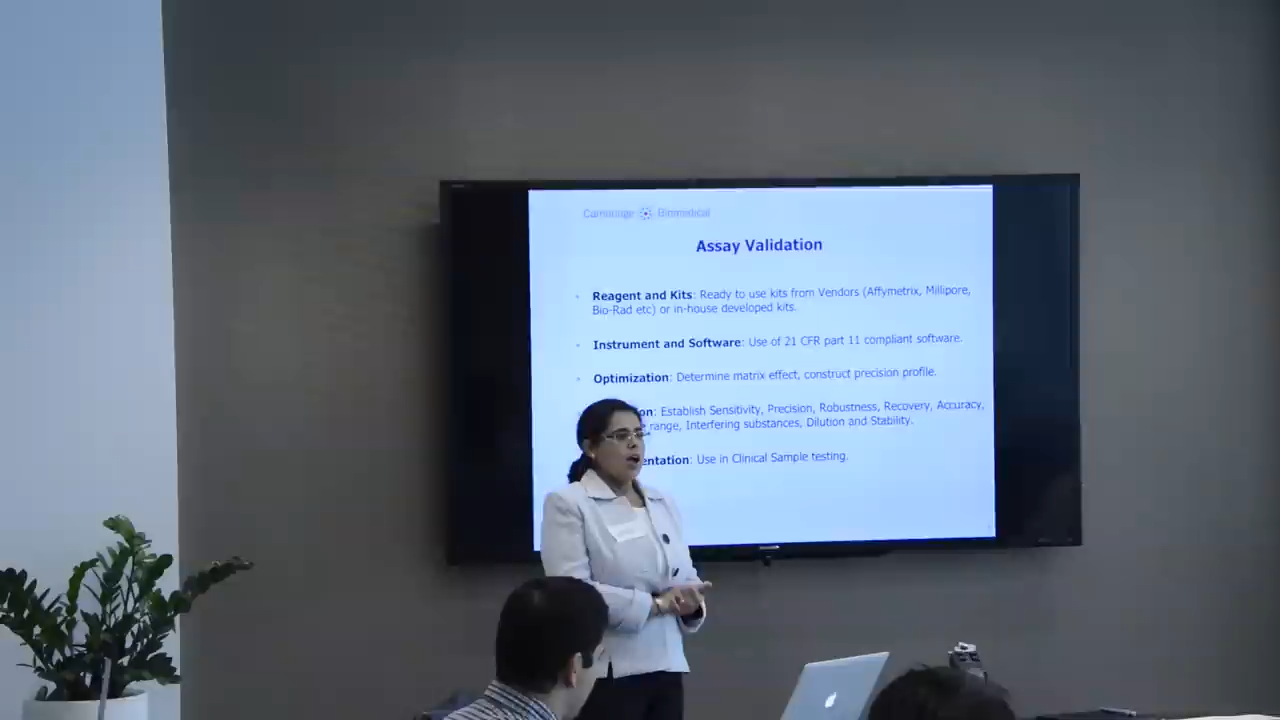 Cambridge Biomedical
Assay Validation
Reagent and Kits: Ready to use kits from Vendors (Affymetrix, Millipore,
Bio-Rad etc) or in-house developed kits.
Instrument and Software: Use of 21 CFR part 11 compliant software.
Optimization: Determine matrix effect, construct precision profile.
on: Establish Sensitivity, Precision, Robustness, Recovery, Accuracy,
range, Interfering substances, Dilution and Stability.
entation: Use in Clinical Sample testing.